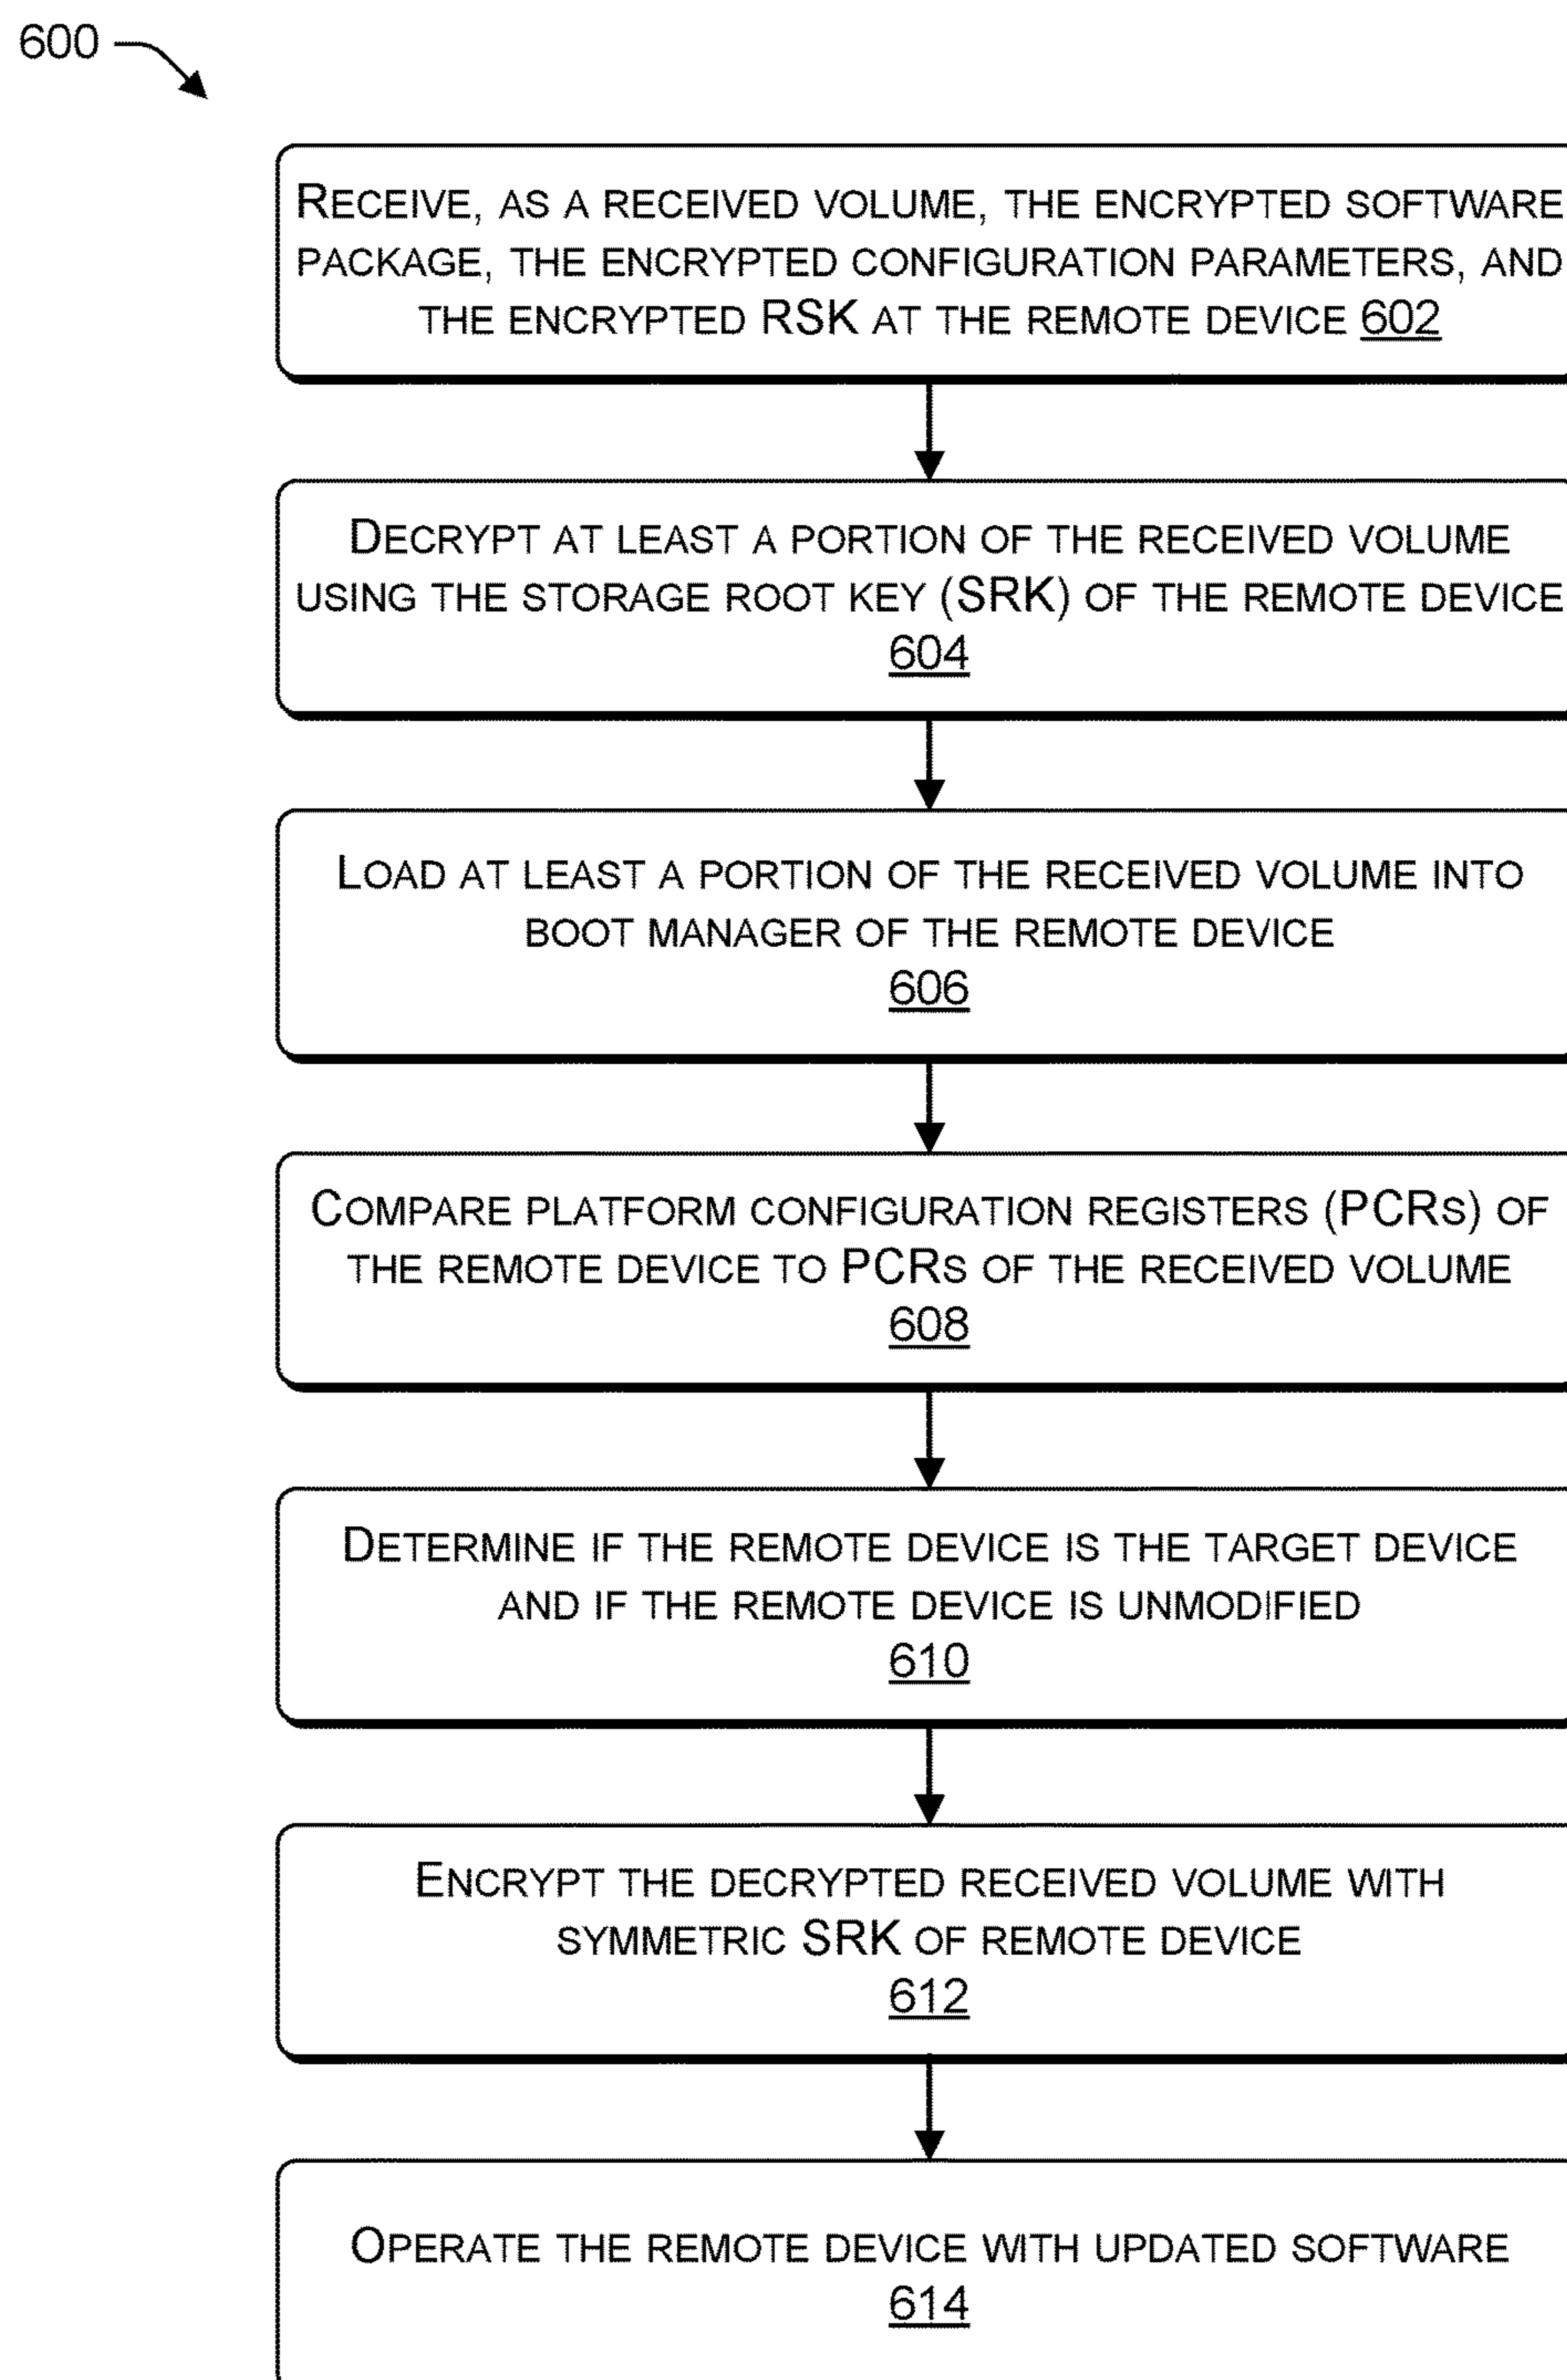 600
RECEIVE, AS A RECEIVED VOLUME, THE ENCRYPTED SOFTWARE
PACKAGE, THE ENCRYPTED CONFIGURATION PARAMETERS, AND
THE ENCRYPTED RSK AT THE REMOTE DEVICE 602
DECRYPT AT LEAST A PORTION OF THE RECEIVED VOLUME
USING THE STORAGE ROOT KEY (SRK) OF THE REMOTE DEVICE
604
LOAD AT LEAST A PORTION OF THE RECEIVED VOLUME INTO
BOOT MANAGER OF THE REMOTE DEVICE
606
COMPARE PLATFORM CONFIGURATION REGISTERS (PCRS) OF
THE REMOTE DEVICE TO PCRS OF THE RECEIVED VOLUME
608
DETERMINE IF THE REMOTE DEVICE IS THE TARGET DEVICE
AND IF THE REMOTE DEVICE IS UNMODIFIED
610
ENCRYPT THE DECRYPTED RECEIVED VOLUME WITH
SYMMETRIC SRK OF REMOTE DEVICE
612
OPERATE THE REMOTE DEVICE WITH UPDATED SOFTWARE
614